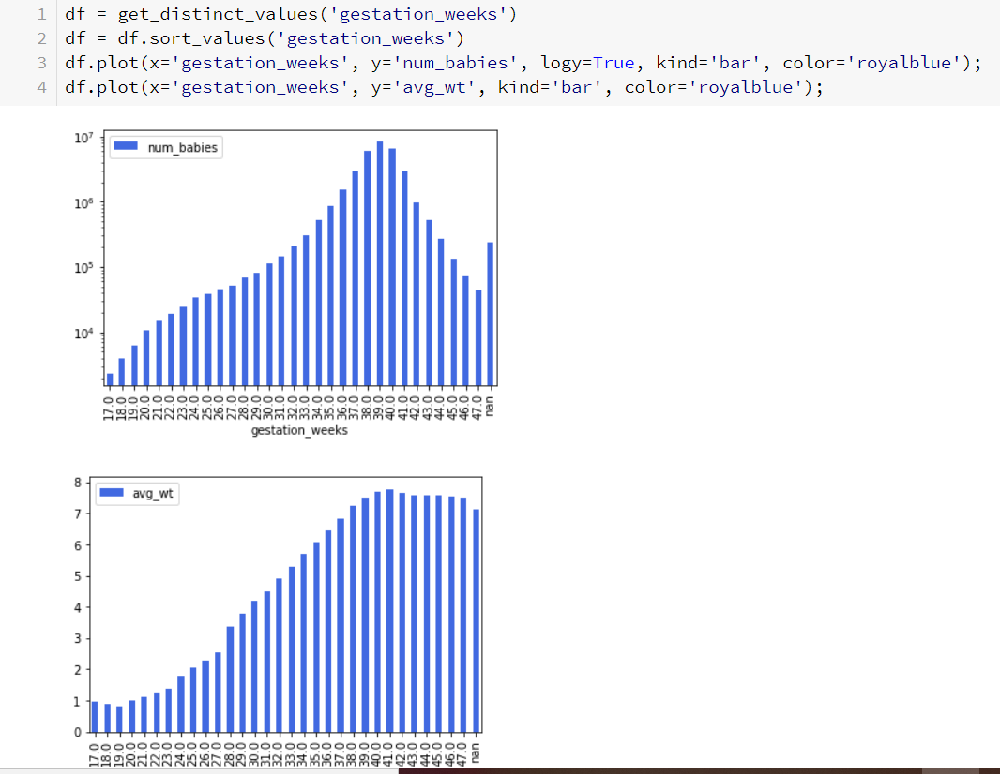 1 df = get_distinct_values('gestation_weeks')
2 df = df.sort_values('gestation_weeks')
3 df.plot(x='gestation_weeks', y='num_babies', logy=True, kind='bar', color='royalblue');
4 df.plot(x='gestation_weeks', y='avg_wt', kind='bar', color='royalblue');
num_babies
10⁷
10⁶
10⁵
10⁴
17.0 18.0 19.0 20.0 21.0 22.0 23.0 24.0 25.0 26.0 27.0 28.0 29.0 30.0 31.0 32.0 33.0 34.0 35.0 36.0 37.0 38.0 39.0 40.0 41.0 42.0 43.0 44.0 45.0 46.0 47.0 nan
gestation_weeks
avg_wt
8
7
6
5
4
3
2
1
0
17.0 18.0 19.0 20.0 21.0 22.0 23.0 24.0 25.0 26.0 27.0 28.0 29.0 30.0 31.0 32.0 33.0 34.0 35.0 36.0 37.0 38.0 39.0 40.0 41.0 42.0 43.0 44.0 45.0 46.0 47.0 nan